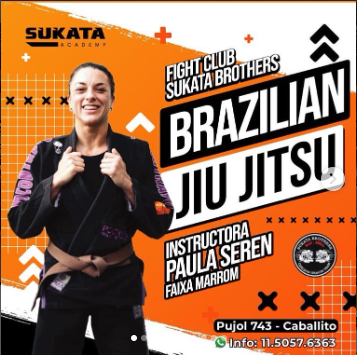 SUKATA
ACADEMY
FIGHT CLUB
SUKATA BROTHERS
BRAZILIAN
JIU JITSU
INSTRUCTORA
PAULA SEREN
FAIXA MARROM
Pujol 743 - Caballito
Info: 11.5057.6363